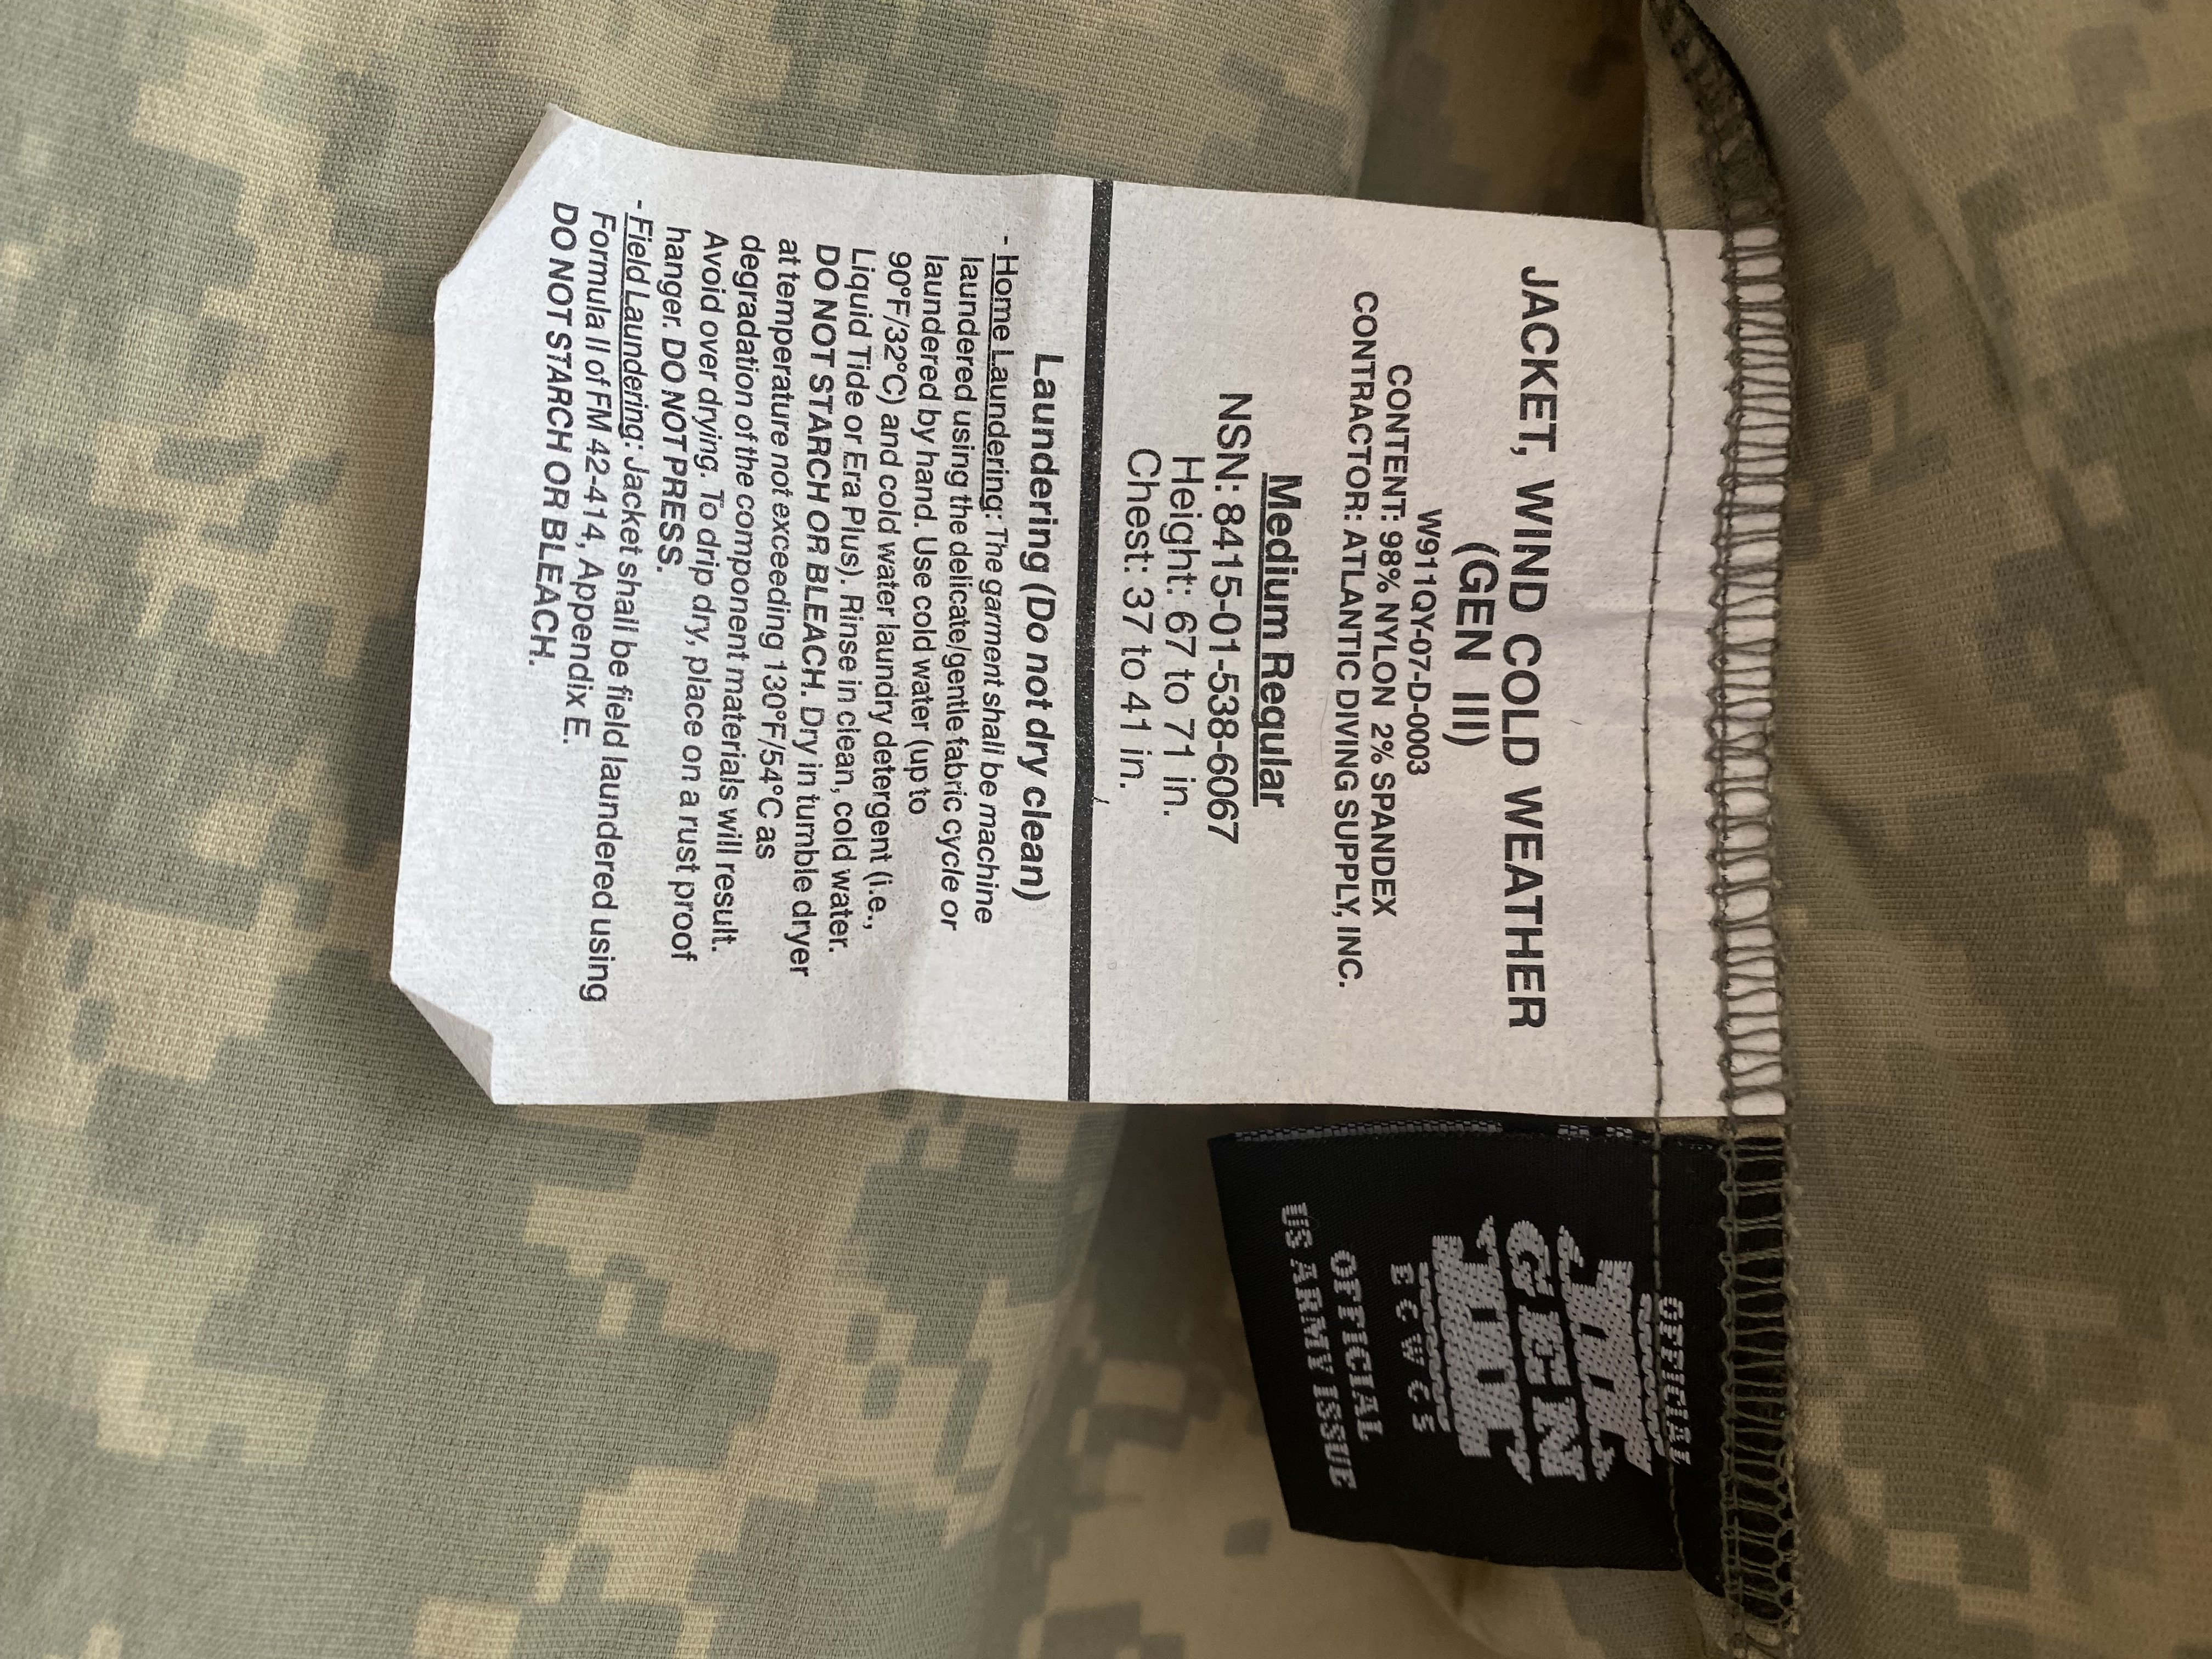 JACKET, WIND COLD WEATHER
(GEN III)
W911QY-07-D-0003
CONTENT: 98% NYLON 2% SPANDEX
CONTRACTOR: ATLANTIC DIVING SUPPLY, INC.
Medium Regular
NSN: 8415-01-538-6067
Height: 67 to 71 in.
Chest: 37 to 41 in.
Laundering (Do not dry clean)
- Home Laundering: The garment shall be machine
laundered using the delicate/gentle fabric cycle or
laundered by hand. Use cold water (up to
90°F/32°C) and cold water laundry detergent (i.e.,
Liquid Tide or Era Plus). Rinse in clean, cold water.
DO NOT STARCH OR BLEACH. Dry in tumble dryer
at temperature not exceeding 130°F/54°C as
degradation of the component materials will result.
Avoid over drying. To drip dry, place on a rust proof
hanger. DO NOT PRESS.
- Field Laundering: Jacket shall be field laundered using
Formula II of FM 42-414, Appendix E.
DO NOT STARCH OR BLEACH.
OFFICIAL
GEN
III
ECWCS
OFFICIAL
US ARMY ISSUE